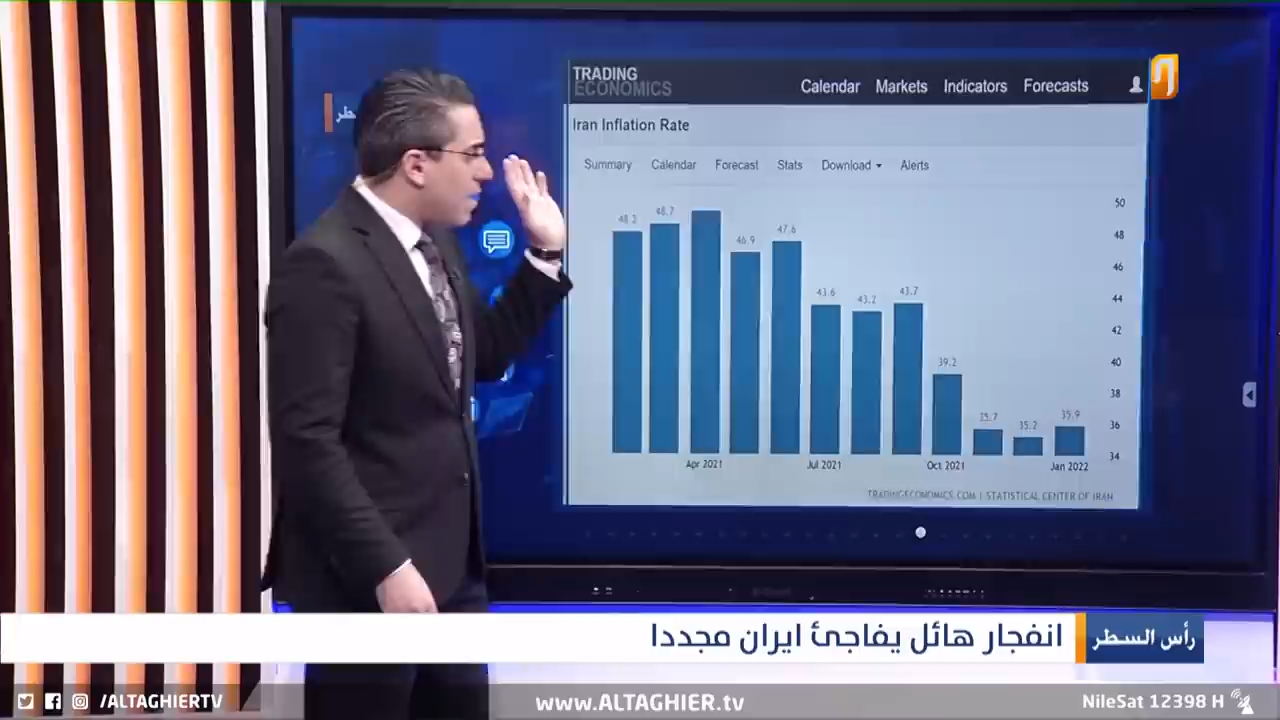 TRADING
ECONOMICS
Calendar Markets Indicators Forecasts
Iran Inflation Rate
Summary Calendar Forecast Stats Download Alerts
48.2 48.7 46.9 47.6 43.6 43.2 43.7 39.2 35.7 35.2 35.9
50
48
46
44
42
40
38
36
34
Apr 2021 Jul 2021 Oct 2021 Jan 2022
TRADINGECONOMICS.COM | STATISTICAL CENTER OF IRAN
رأس السطر
انفجار هائل يفاجئ ايران مجددا
/ALTAGHIERTV www.ALTAGHIER.tv NileSat 12398 H